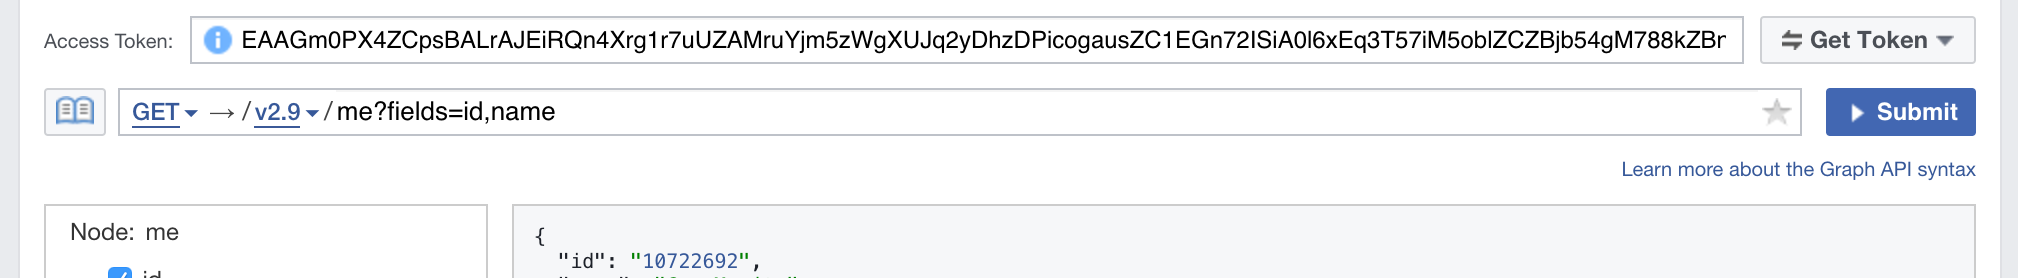 Access Token: EAAGm0PX4ZCpsBALrAJEiRQn4Xrg1r7uUZAMruYjm5zWgXUJq2yDhzDPicogausZC1EGn72ISiA0l6xEq3T57iM5oblZCZBjb54gM788kZBr Get Token
GET → / v2.9 / me?fields=id,name Submit
Learn more about the Graph API syntax
Node: me
{
id
"id": "10722692",